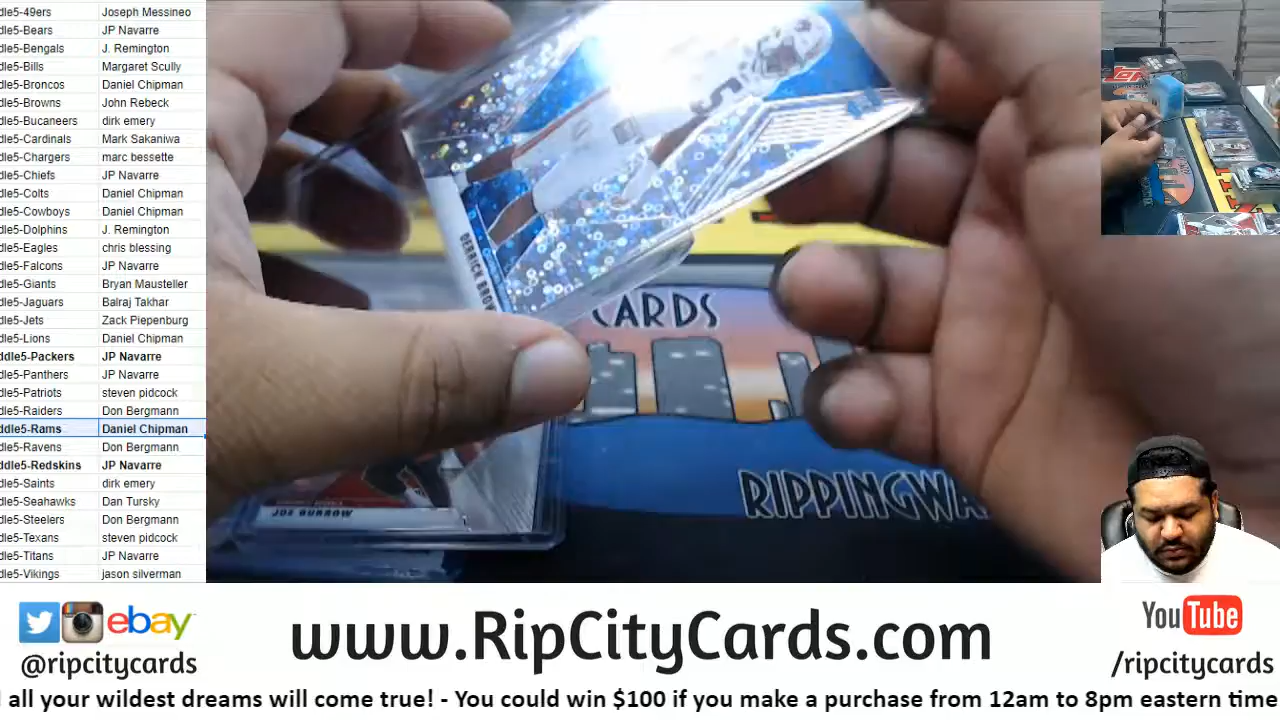 dle5-49ers Joseph Messineo
dle5-Bears JP Navarre
dle5-Bengals J. Remington
dle5-Bills Margaret Scully
dle5-Broncos Daniel Chipman
dle5-Browns John Rebeck
dle5-Bucaneers dirk emery
dle5-Cardinals Mark Sakaniwa
dle5-Chargers marc bessette
dle5-Chiefs JP Navarre
dle5-Colts Daniel Chipman
dle5-Cowboys Daniel Chipman
dle5-Dolphins J. Remington
dle5-Eagles chris blessing
dle5-Falcons JP Navarre
dle5-Giants Bryan Mausteller
dle5-Jaguars Balraj Takhar
dle5-Jets Zack Piepenburg
dle5-Lions Daniel Chipman
ddle5-Packers JP Navarre
dle5-Panthers JP Navarre
dle5-Patriots steven pidcock
dle5-Raiders Don Bergmann
ddle5-Rams Daniel Chipman
dle5-Ravens Don Bergmann
ddle5-Redskins JP Navarre
dle5-Saints dirk emery
dle5-Seahawks Dan Tursky
dle5-Steelers Don Bergmann
dle5-Texans steven pidcock
dle5-Titans JP Navarre
dle5-Vikings jason silverman
DERRICK BROW
JOE BURROW
CARDS
RIPPINGWA
ebay
@ripcitycards
www.RipCityCards.com
YouTube
/ripcitycards
all your wildest dreams will come true! - You could win $100 if you make a purchase from 12am to 8pm eastern time